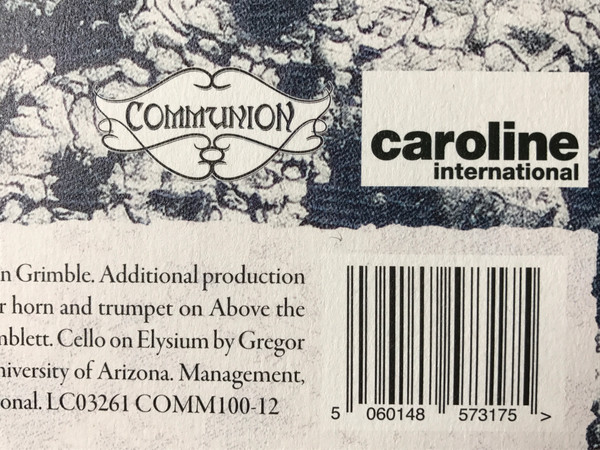 COMMUNION
caroline
international
n Grimble. Additional production
r horn and trumpet on Above the
mblett. Cello on Elysium by Gregor
niversity of Arizona. Management,
onal. LC03261 COMM100-12
5 060148 573175 >